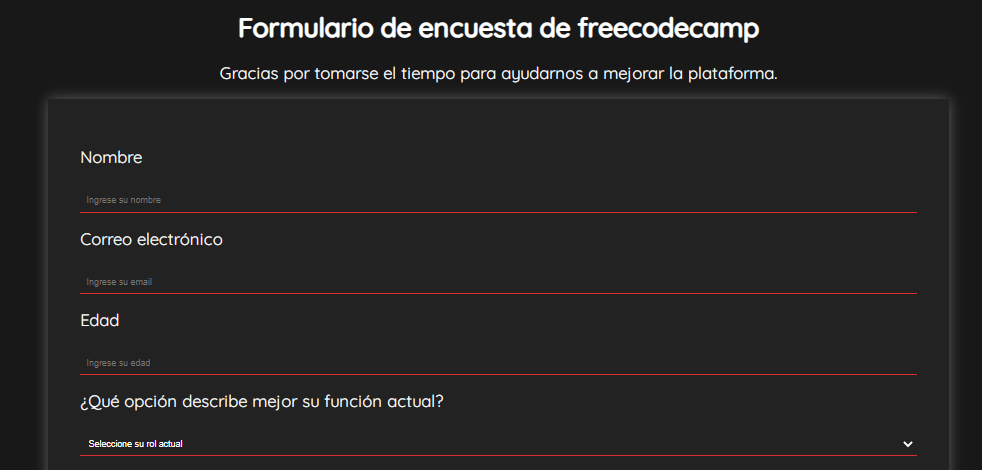 Formulario de encuesta de freecodecamp
Gracias por tomarse el tiempo para ayudarnos a mejorar la plataforma.
Nombre
Ingrese su nombre
Correo electrónico
Ingrese su email
Edad
Ingrese su edad
¿Qué opción describe mejor su función actual?
Seleccione su rol actual